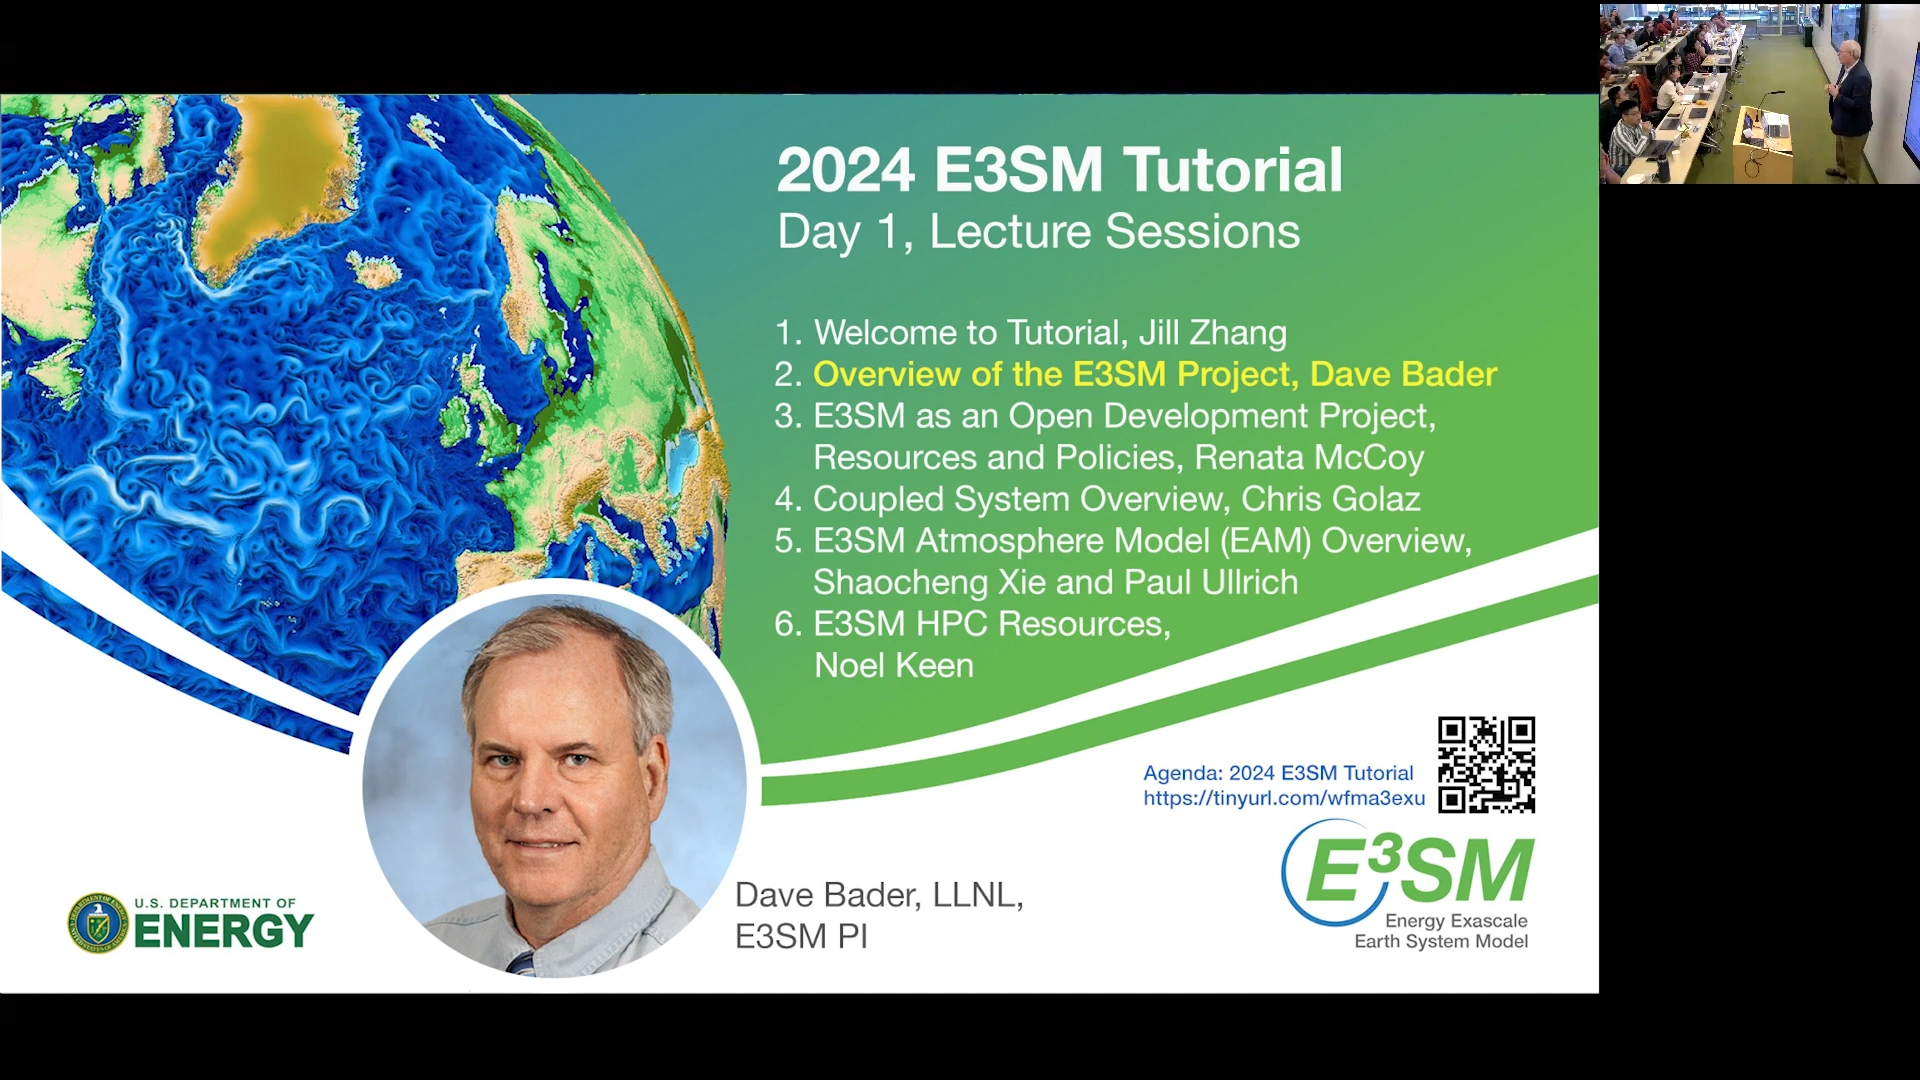 2024 E3SM Tutorial
Day 1, Lecture Sessions
1. Welcome to Tutorial, Jill Zhang
2. Overview of the E3SM Project, Dave Bader
3. E3SM as an Open Development Project,
Resources and Policies, Renata McCoy
4. Coupled System Overview, Chris Golaz
5. E3SM Atmosphere Model (EAM) Overview,
Shaocheng Xie and Paul Ullrich
6. E3SM HPC Resources,
Noel Keen
Agenda: 2024 E3SM Tutorial
https://tinyurl.com/wfma3exu
E³SM
Energy Exascale
Earth System Model
Dave Bader, LLNL,
E3SM PI
U.S. DEPARTMENT OF
ENERGY